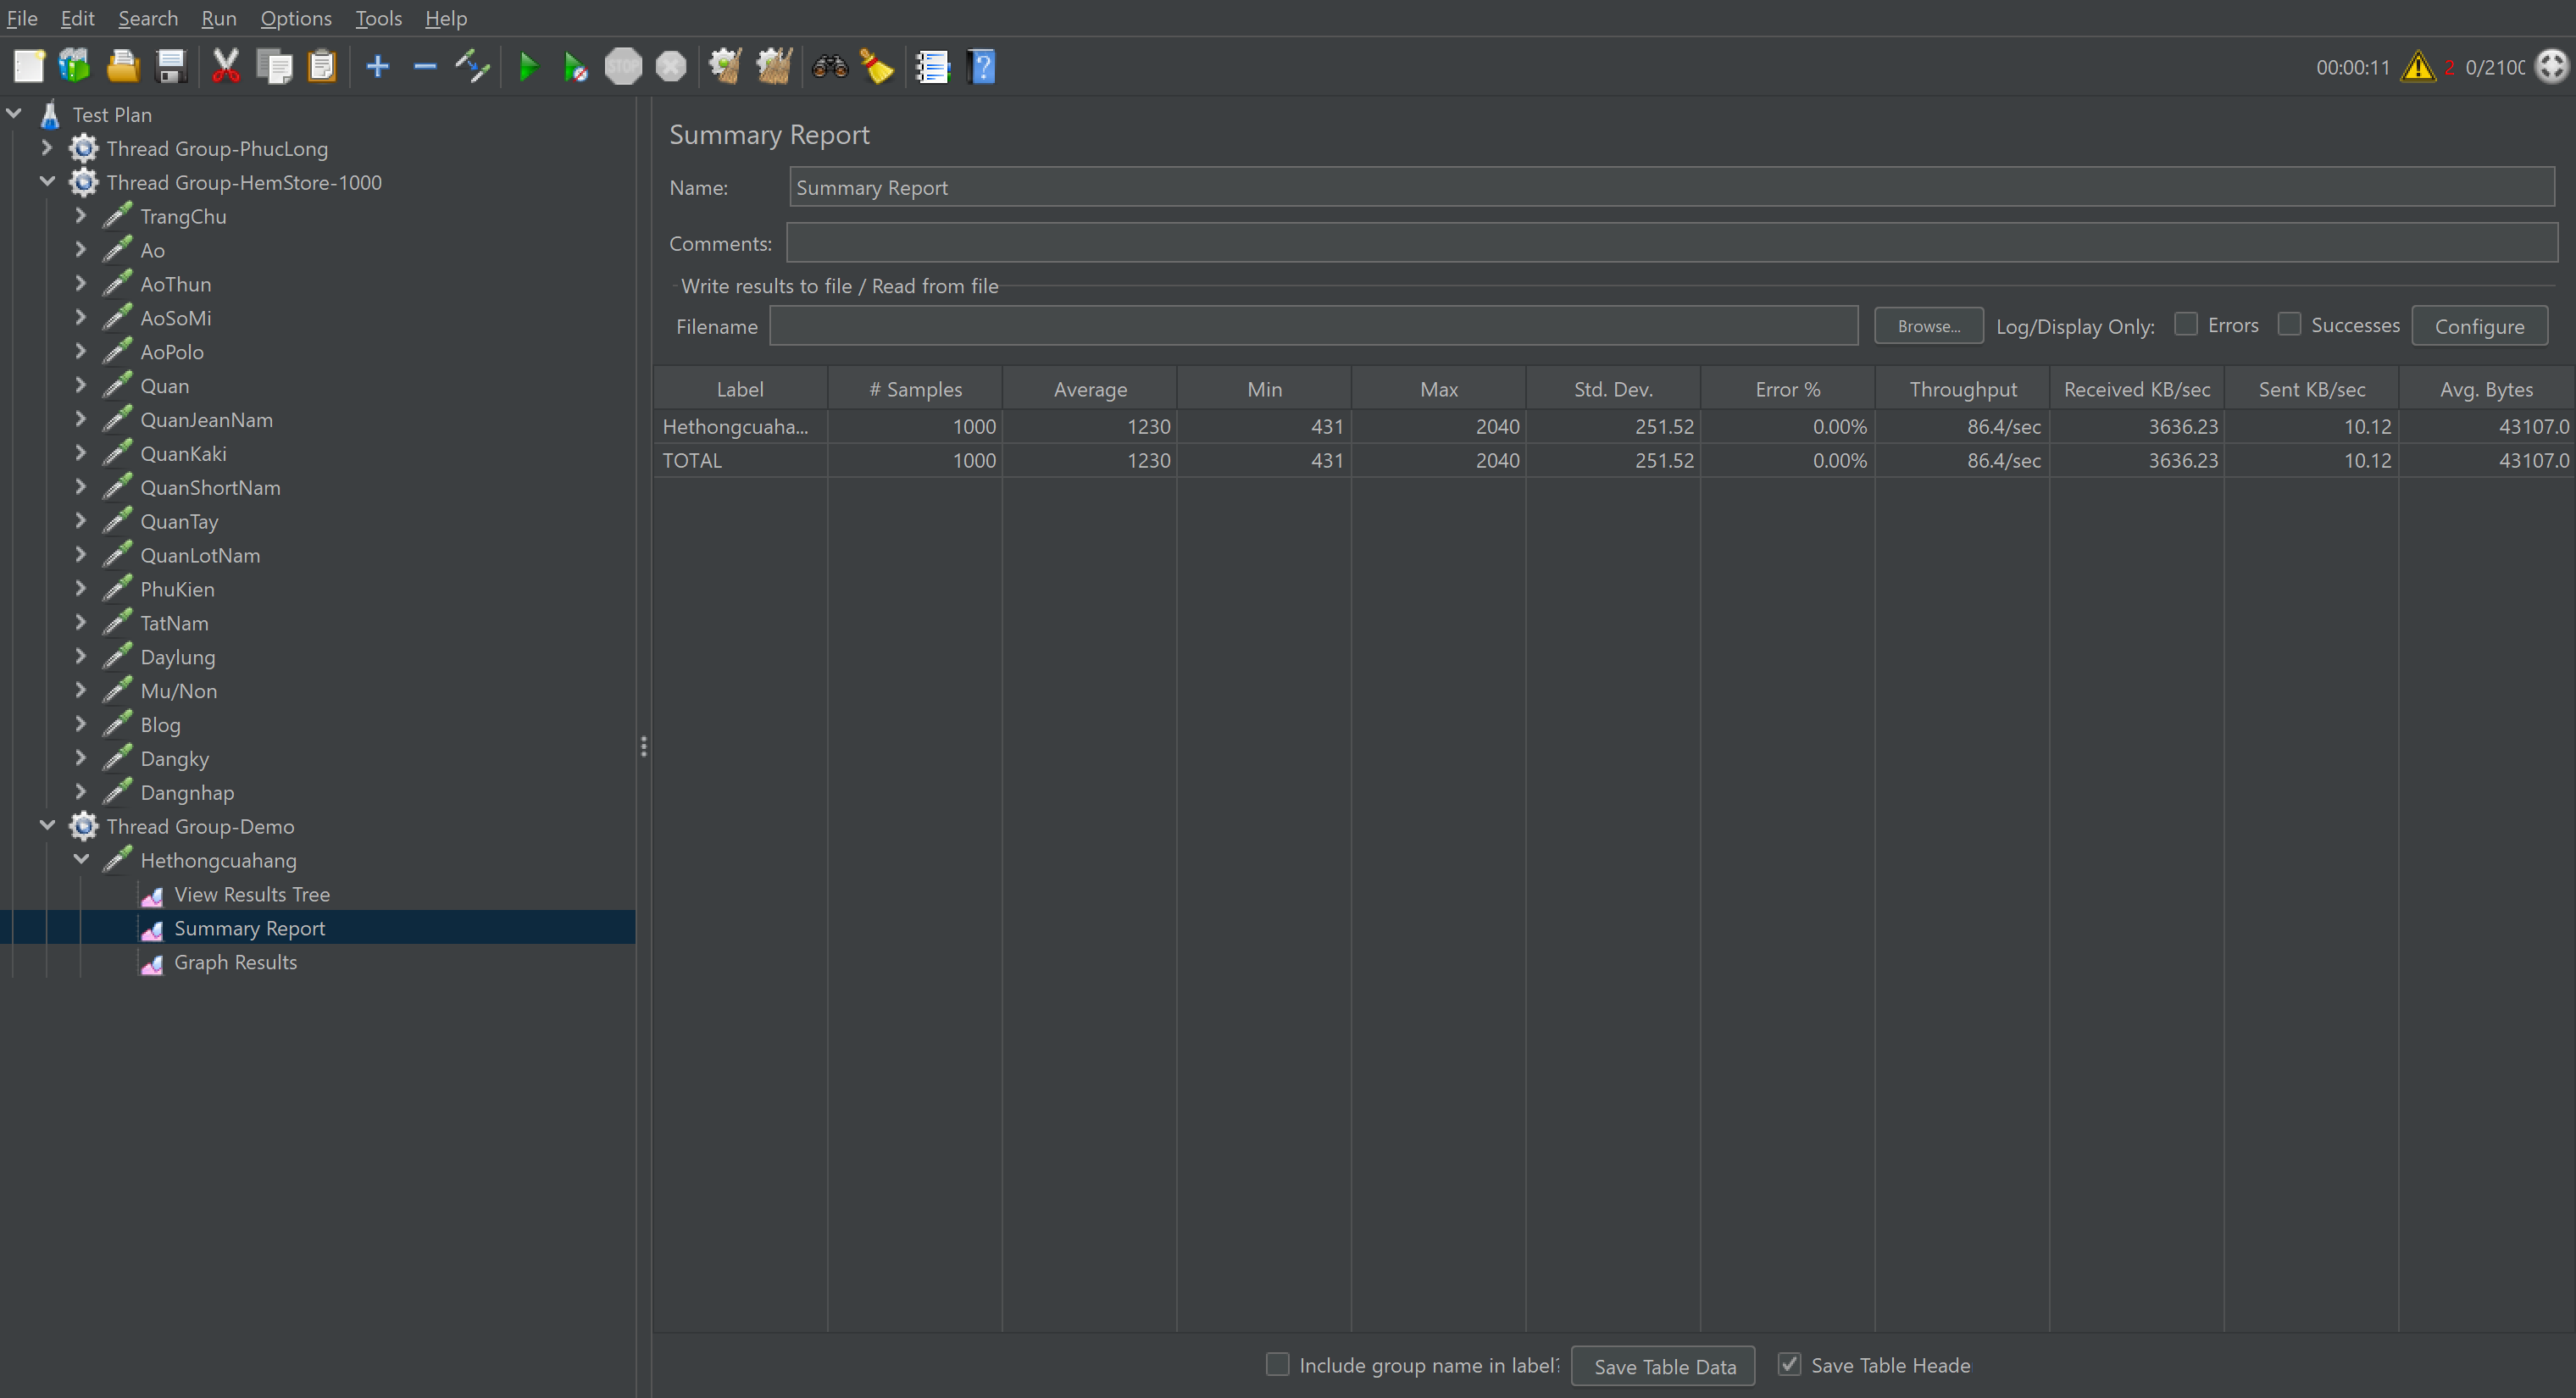 File Edit Search Run Options Tools Help
STOP
00:00:11 2 0/210
Test Plan
Thread Group-PhucLong
Thread Group-HemStore-1000
TrangChu
Ao
AoThun
AoSoMi
AoPolo
Quan
QuanJeanNam
QuanKaki
QuanShortNam
QuanTay
QuanLotNam
PhuKien
TatNam
Daylung
Mu/Non
Blog
Dangky
Dangnhap
Thread Group-Demo
Hethongcuahang
View Results Tree
Summary Report
Graph Results
Summary Report
Name: Summary Report
Comments:
Write results to file / Read from file
Filename Browse... Log/Display Only: Errors Successes Configure
Label # Samples Average Min Max Std. Dev. Error % Throughput Received KB/sec Sent KB/sec Avg. Bytes
Hethongcuaha... 1000 1230 431 2040 251.52 0.00% 86.4/sec 3636.23 10.12 43107.0
TOTAL 1000 1230 431 2040 251.52 0.00% 86.4/sec 3636.23 10.12 43107.0
Include group name in label? Save Table Data Save Table Heade